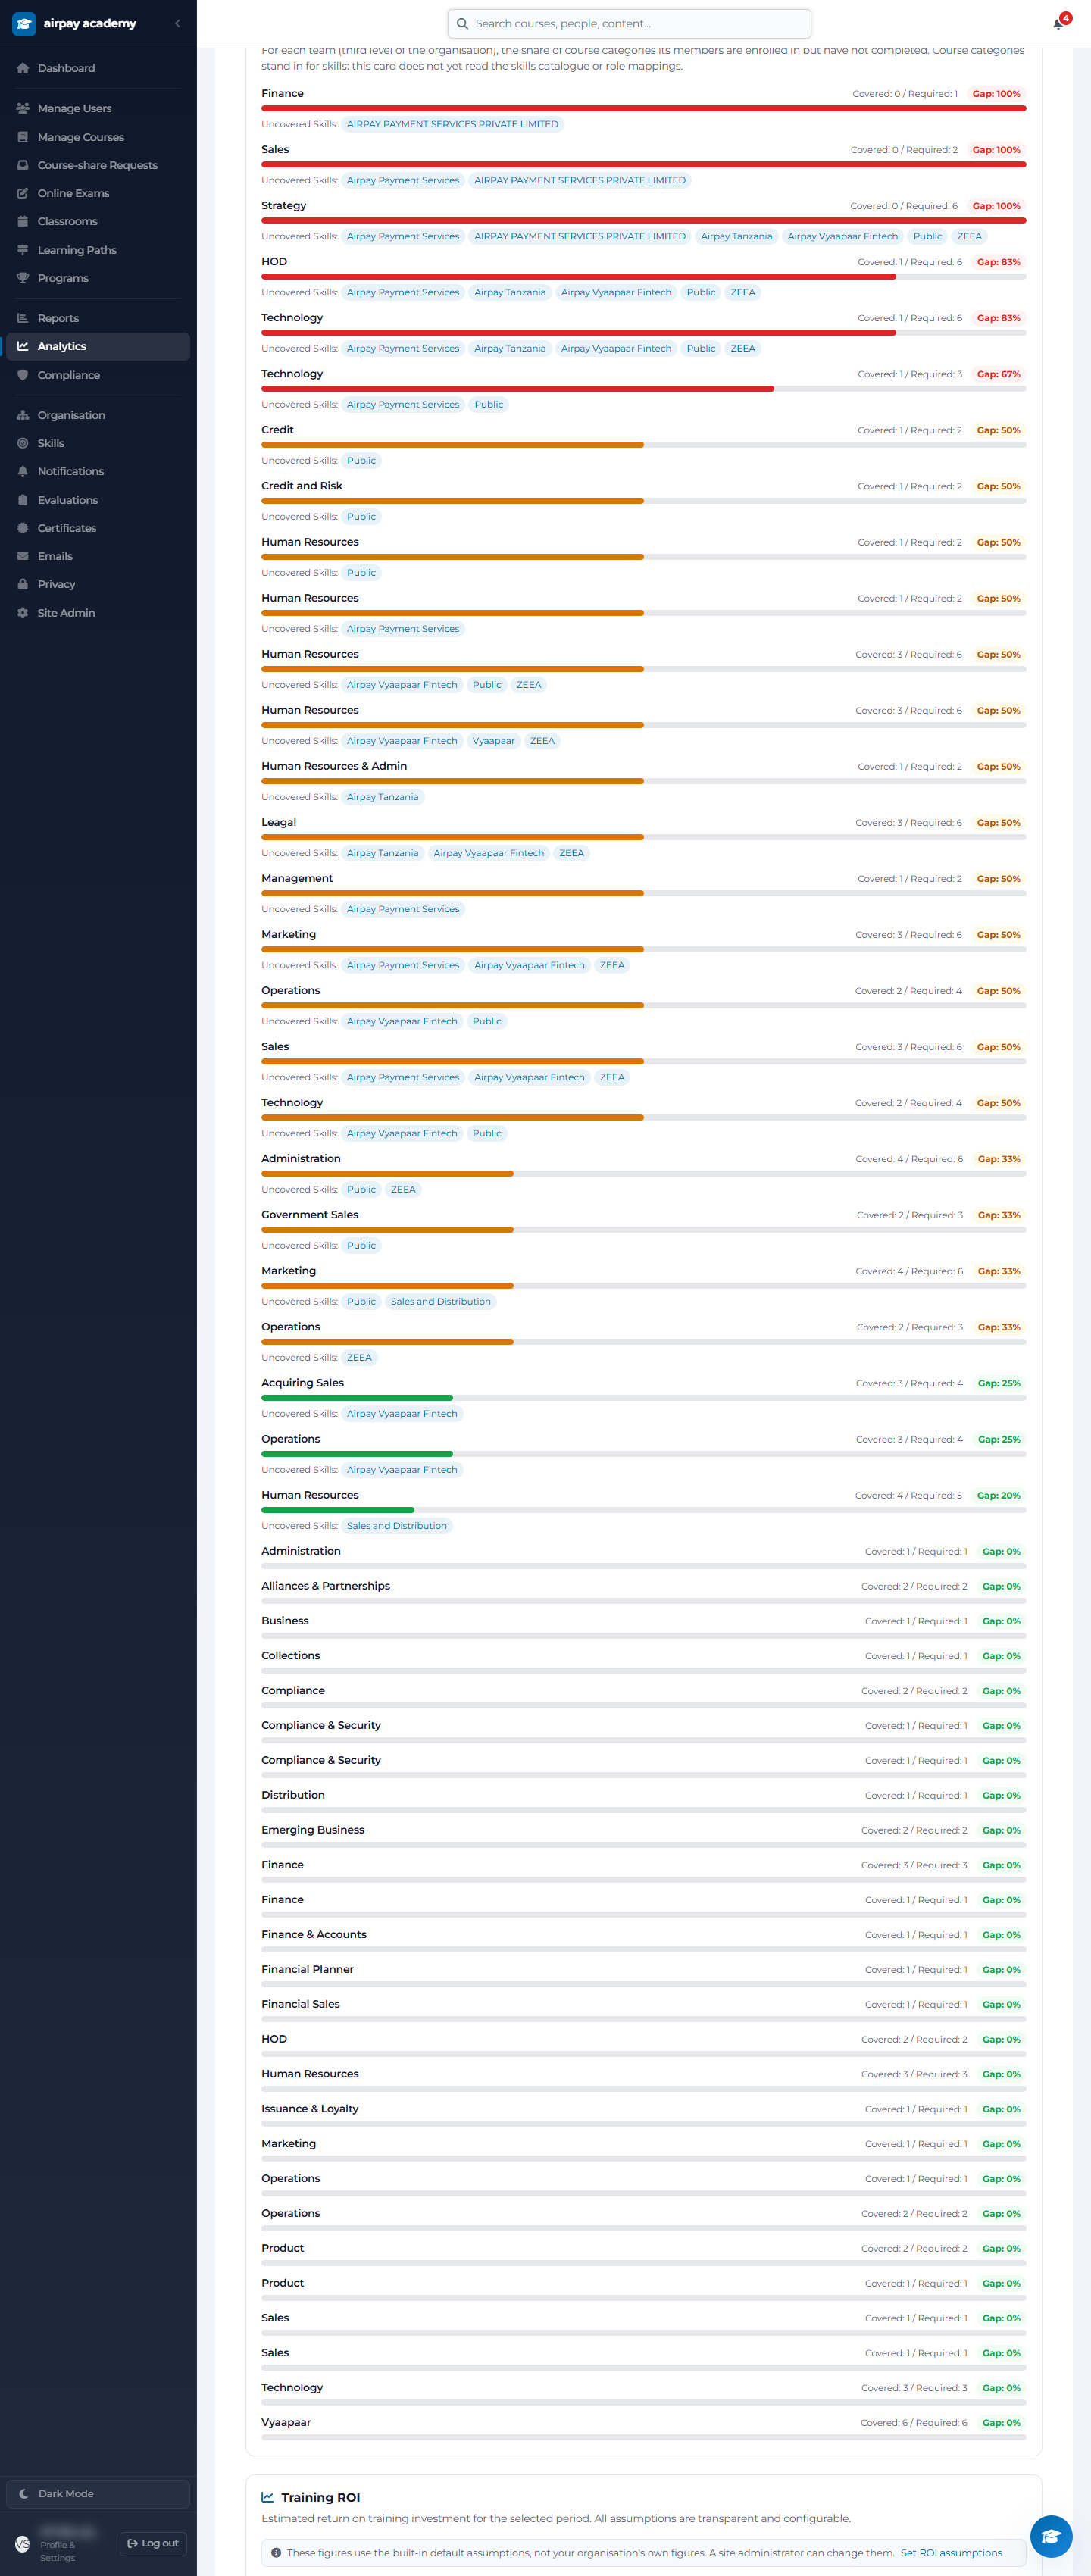 airpay academy
Search courses, people, content...
4
Dashboard
Manage Users
Manage Courses
Course-share Requests
Online Exams
Classrooms
Learning Paths
Programs
Reports
Analytics
Compliance
Organisation
Skills
Notifications
Evaluations
Certificates
Emails
Privacy
Site Admin
Dark Mode
VS
Profile & Settings
Log out
For each team (third level of the organisation), the share of course categories its members are enrolled in but have not completed. Course categories
stand in for skills: this card does not yet read the skills catalogue or role mappings.
Finance Covered: 0 / Required: 1 Gap: 100%
Uncovered Skills: AIRPAY PAYMENT SERVICES PRIVATE LIMITED
Sales Covered: 0 / Required: 2 Gap: 100%
Uncovered Skills: Airpay Payment Services AIRPAY PAYMENT SERVICES PRIVATE LIMITED
Strategy Covered: 0 / Required: 6 Gap: 100%
Uncovered Skills: Airpay Payment Services AIRPAY PAYMENT SERVICES PRIVATE LIMITED Airpay Tanzania Airpay Vyaapaar Fintech Public ZEEA
HOD Covered: 1 / Required: 6 Gap: 83%
Uncovered Skills: Airpay Payment Services Airpay Tanzania Airpay Vyaapaar Fintech Public ZEEA
Technology Covered: 1 / Required: 6 Gap: 83%
Uncovered Skills: Airpay Payment Services Airpay Tanzania Airpay Vyaapaar Fintech Public ZEEA
Technology Covered: 1 / Required: 3 Gap: 67%
Uncovered Skills: Airpay Payment Services Public
Credit Covered: 1 / Required: 2 Gap: 50%
Uncovered Skills: Public
Credit and Risk Covered: 1 / Required: 2 Gap: 50%
Uncovered Skills: Public
Human Resources Covered: 1 / Required: 2 Gap: 50%
Uncovered Skills: Public
Human Resources Covered: 1 / Required: 2 Gap: 50%
Uncovered Skills: Airpay Payment Services
Human Resources Covered: 3 / Required: 6 Gap: 50%
Uncovered Skills: Airpay Vyaapaar Fintech Public ZEEA
Human Resources Covered: 3 / Required: 6 Gap: 50%
Uncovered Skills: Airpay Vyaapaar Fintech Vyaapaar ZEEA
Human Resources & Admin Covered: 1 / Required: 2 Gap: 50%
Uncovered Skills: Airpay Tanzania
Leagal Covered: 3 / Required: 6 Gap: 50%
Uncovered Skills: Airpay Tanzania Airpay Vyaapaar Fintech ZEEA
Management Covered: 1 / Required: 2 Gap: 50%
Uncovered Skills: Airpay Payment Services
Marketing Covered: 3 / Required: 6 Gap: 50%
Uncovered Skills: Airpay Payment Services Airpay Vyaapaar Fintech ZEEA
Operations Covered: 2 / Required: 4 Gap: 50%
Uncovered Skills: Airpay Vyaapaar Fintech Public
Sales Covered: 3 / Required: 6 Gap: 50%
Uncovered Skills: Airpay Payment Services Airpay Vyaapaar Fintech ZEEA
Technology Covered: 2 / Required: 4 Gap: 50%
Uncovered Skills: Airpay Vyaapaar Fintech Public
Administration Covered: 4 / Required: 6 Gap: 33%
Uncovered Skills: Public ZEEA
Government Sales Covered: 2 / Required: 3 Gap: 33%
Uncovered Skills: Public
Marketing Covered: 4 / Required: 6 Gap: 33%
Uncovered Skills: Public Sales and Distribution
Operations Covered: 2 / Required: 3 Gap: 33%
Uncovered Skills: ZEEA
Acquiring Sales Covered: 3 / Required: 4 Gap: 25%
Uncovered Skills: Airpay Vyaapaar Fintech
Operations Covered: 3 / Required: 4 Gap: 25%
Uncovered Skills: Airpay Vyaapaar Fintech
Human Resources Covered: 4 / Required: 5 Gap: 20%
Uncovered Skills: Sales and Distribution
Administration Covered: 1 / Required: 1 Gap: 0%
Alliances & Partnerships Covered: 2 / Required: 2 Gap: 0%
Business Covered: 1 / Required: 1 Gap: 0%
Collections Covered: 1 / Required: 1 Gap: 0%
Compliance Covered: 2 / Required: 2 Gap: 0%
Compliance & Security Covered: 1 / Required: 1 Gap: 0%
Compliance & Security Covered: 1 / Required: 1 Gap: 0%
Distribution Covered: 1 / Required: 1 Gap: 0%
Emerging Business Covered: 2 / Required: 2 Gap: 0%
Finance Covered: 3 / Required: 3 Gap: 0%
Finance Covered: 1 / Required: 1 Gap: 0%
Finance & Accounts Covered: 1 / Required: 1 Gap: 0%
Financial Planner Covered: 1 / Required: 1 Gap: 0%
Financial Sales Covered: 1 / Required: 1 Gap: 0%
HOD Covered: 2 / Required: 2 Gap: 0%
Human Resources Covered: 3 / Required: 3 Gap: 0%
Issuance & Loyalty Covered: 1 / Required: 1 Gap: 0%
Marketing Covered: 1 / Required: 1 Gap: 0%
Operations Covered: 1 / Required: 1 Gap: 0%
Operations Covered: 2 / Required: 2 Gap: 0%
Product Covered: 2 / Required: 2 Gap: 0%
Product Covered: 1 / Required: 1 Gap: 0%
Sales Covered: 1 / Required: 1 Gap: 0%
Sales Covered: 1 / Required: 1 Gap: 0%
Technology Covered: 3 / Required: 3 Gap: 0%
Vyaapaar Covered: 6 / Required: 6 Gap: 0%
Training ROI
Estimated return on training investment for the selected period. All assumptions are transparent and configurable.
These figures use the built-in default assumptions, not your organisation's own figures. A site administrator can change them. Set ROI assumptions